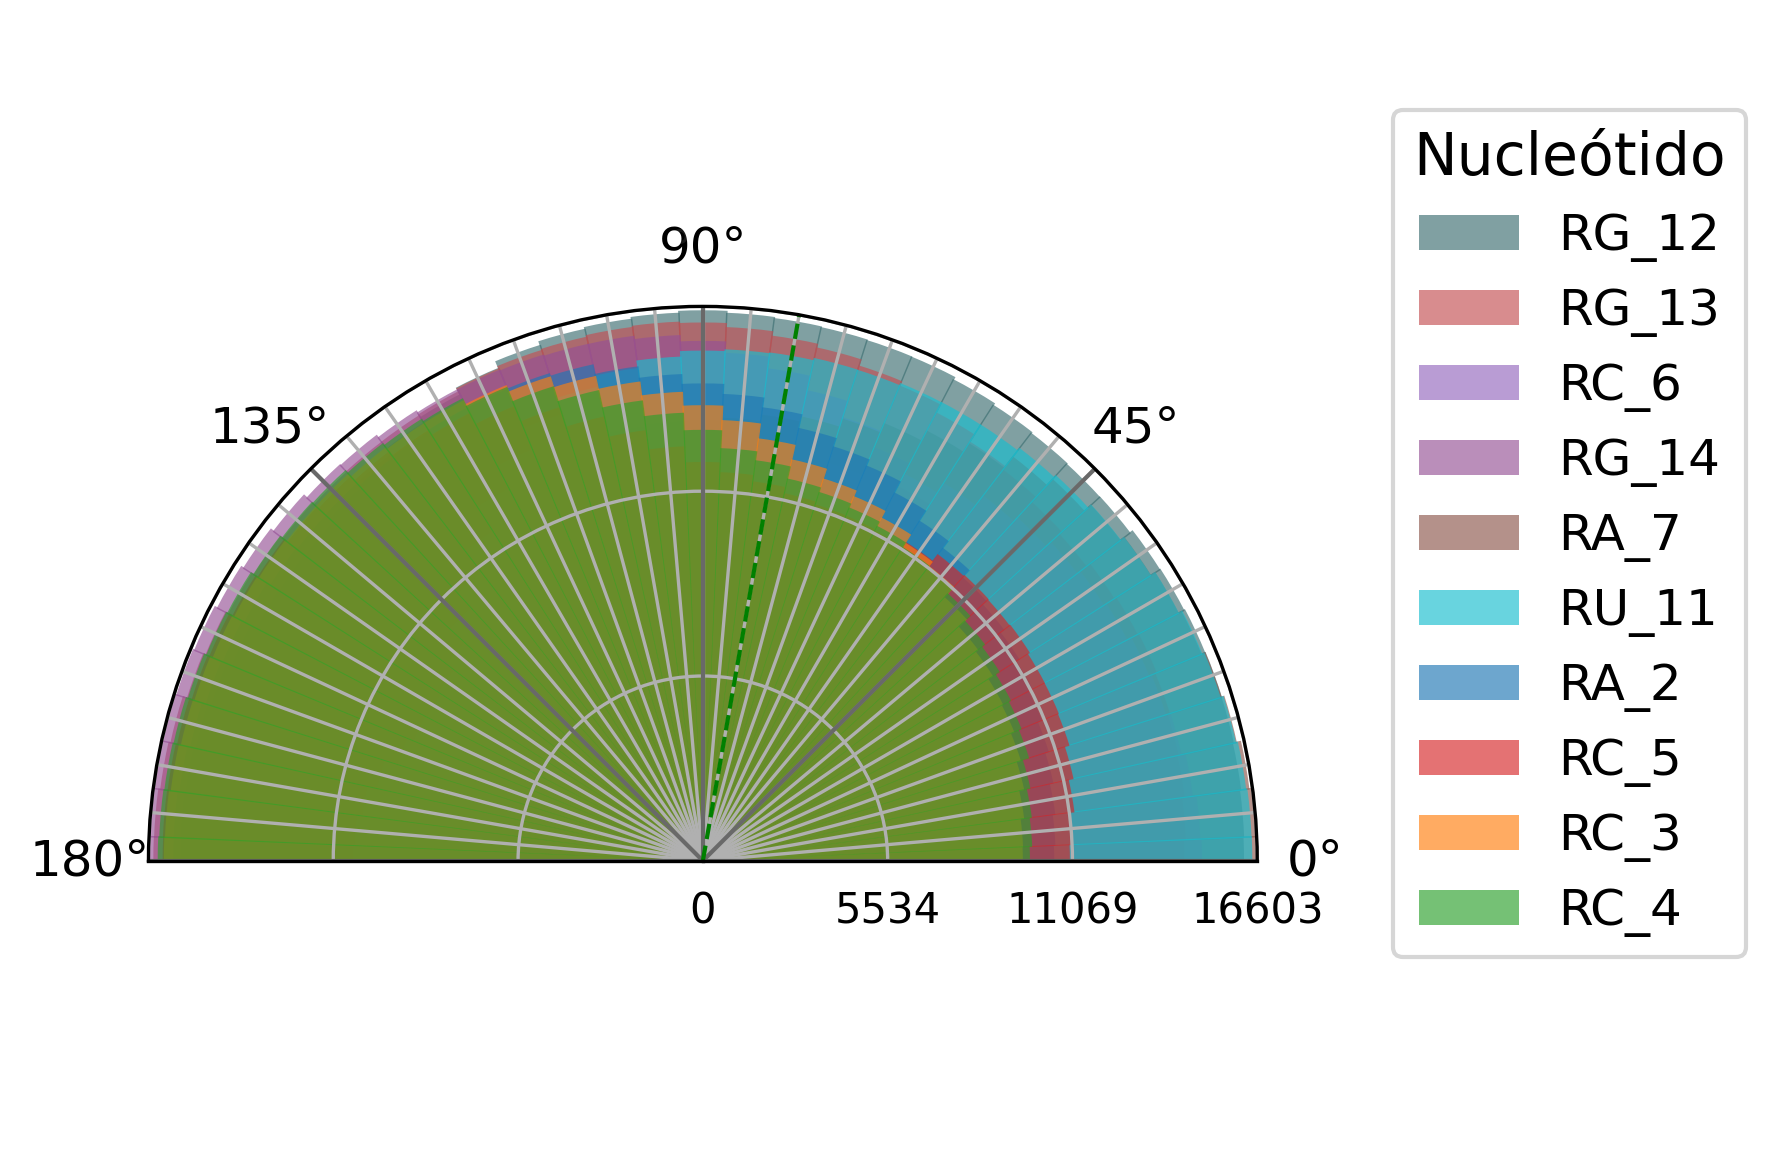 90°
135°
45°
180°
0°
0
5534
11069
16603
Nucleótido
RG_12
RG_13
RC_6
RG_14
RA_7
RU_11
RA_2
RC_5
RC_3
RC_4